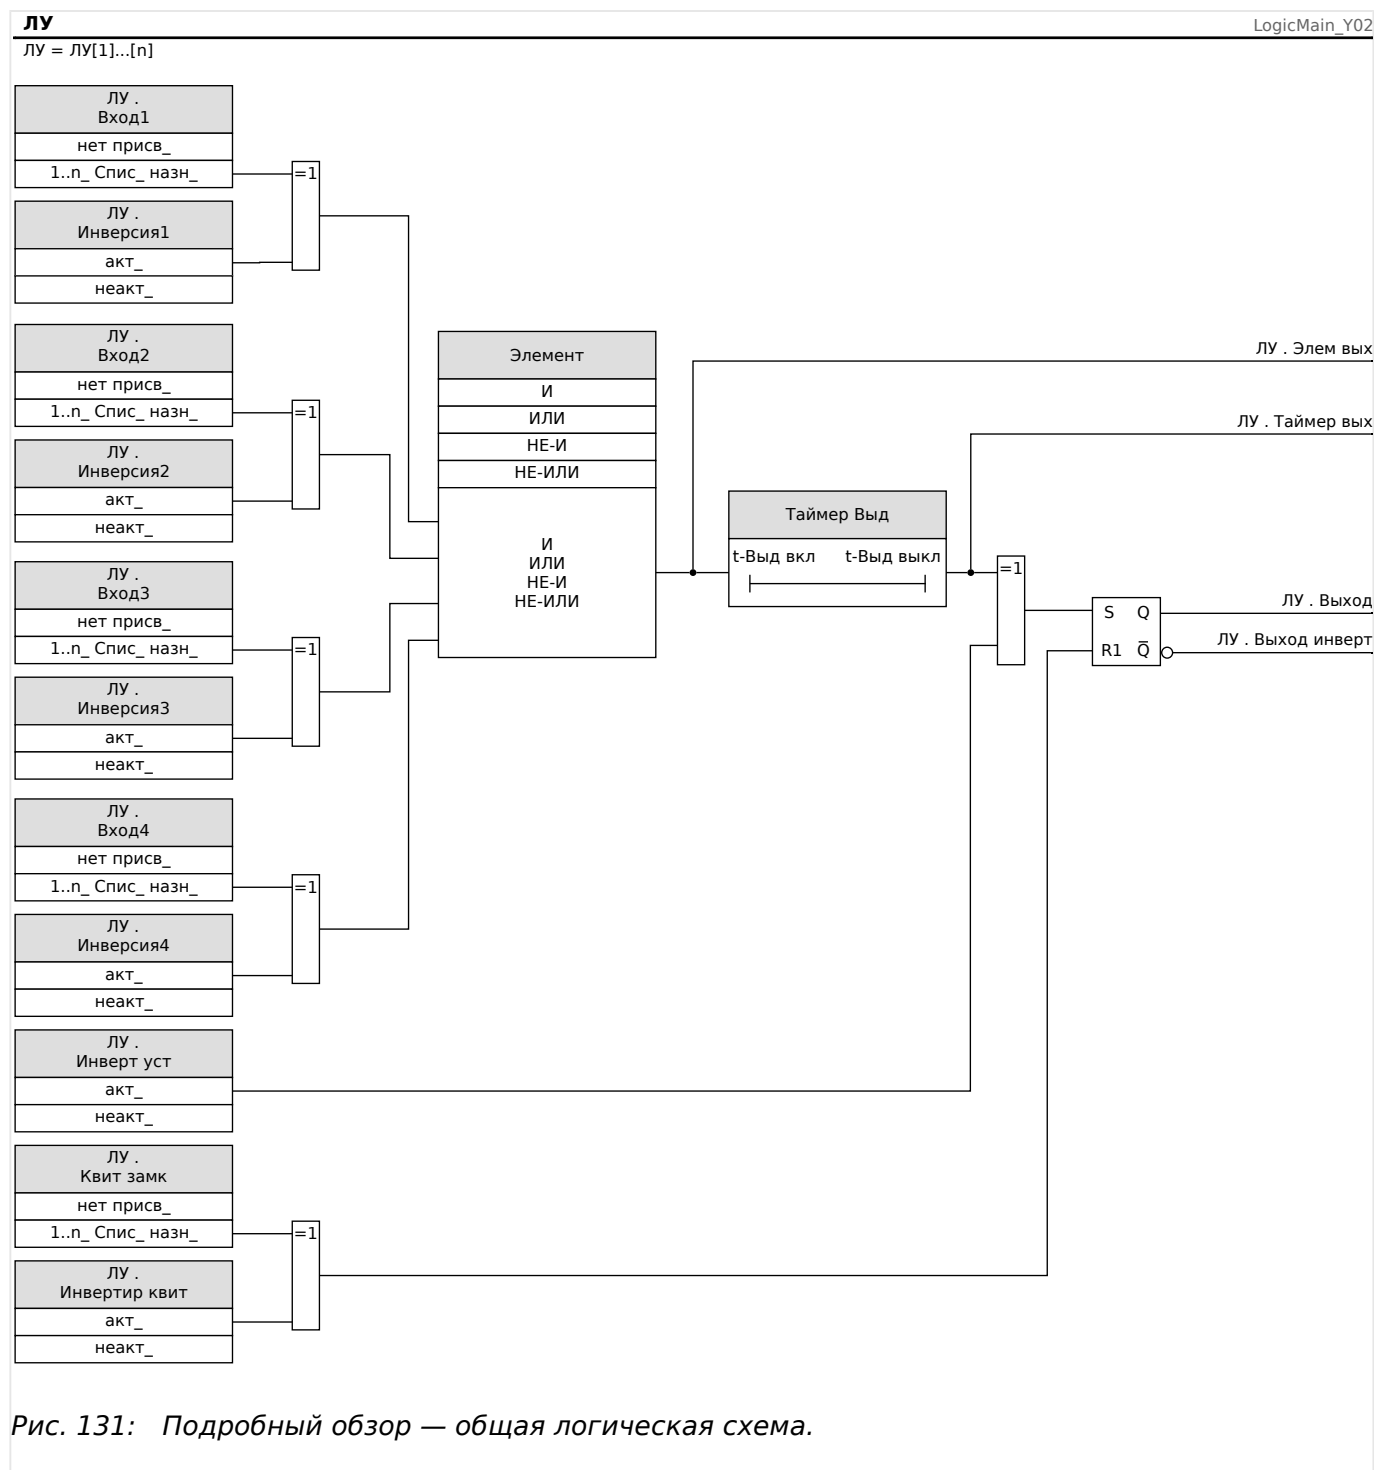 ЛУ
LogicMain_Y02
ЛУ = ЛУ[1]...[n]
ЛУ .
Вход1
нет присв_
1..n_ Спис_ назн_
=1
ЛУ .
Инверсия1
акт_
неакт_
ЛУ .
Вход2
нет присв_
1..n_ Спис_ назн_
=1
ЛУ .
Инверсия2
акт_
неакт_
ЛУ .
Вход3
нет присв_
1..n_ Спис_ назн_
=1
ЛУ .
Инверсия3
акт_
неакт_
ЛУ .
Вход4
нет присв_
1..n_ Спис_ назн_
=1
ЛУ .
Инверсия4
акт_
неакт_
ЛУ .
Инверт уст
акт_
неакт_
ЛУ .
Квит замк
нет присв_
1..n_ Спис_ назн_
=1
ЛУ .
Инвертир квит
акт_
неакт_
Элемент
И
ИЛИ
НЕ-И
НЕ-ИЛИ
И
ИЛИ
НЕ-И
НЕ-ИЛИ
Таймер Выд
t-Выд вкл t-Выд выкл
=1
S Q
R1 Q̅
ЛУ . Элем вых
ЛУ . Таймер вых
ЛУ . Выход
ЛУ . Выход инверт
Рис. 131: Подробный обзор — общая логическая схема.